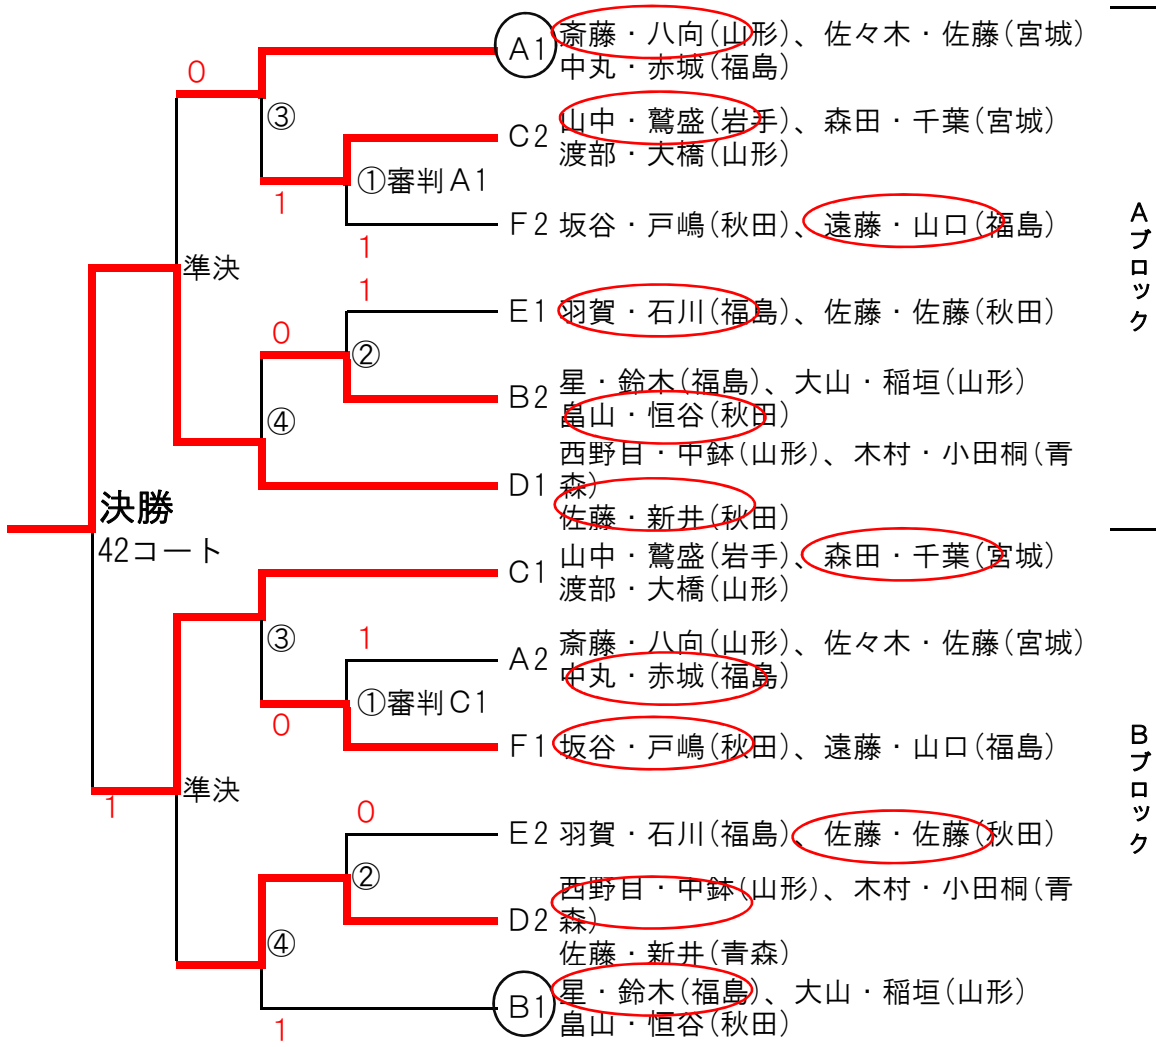 A1 斎藤・八向(山形)、佐々木・佐藤(宮城)
中丸・赤城(福島)
0
③
C2 山中・鷲盛(岩手)、森田・千葉(宮城)
渡部・大橋(山形)
①審判A1
1
F2 坂谷・戸嶋(秋田)、遠藤・山口(福島)
1
Aブロック
準決
1
E1 羽賀・石川(福島)、佐藤・佐藤(秋田)
0
②
B2 星・鈴木(福島)、大山・稲垣(山形)
畠山・恒谷(秋田)
④
D1 西野目・中鉢(山形)、木村・小田桐(青
森)
佐藤・新井(秋田)
決勝
42コート
C1 山中・鷲盛(岩手)、森田・千葉(宮城)
渡部・大橋(山形)
③
1
A2 斎藤・八向(山形)、佐々木・佐藤(宮城)
中丸・赤城(福島)
①審判C1
0
F1 坂谷・戸嶋(秋田)、遠藤・山口(福島)
Bブロック
準決
1
0
E2 羽賀・石川(福島)、佐藤・佐藤(秋田)
②
D2 西野目・中鉢(山形)、木村・小田桐(青
森)
佐藤・新井(青森)
④
B1 星・鈴木(福島)、大山・稲垣(山形)
畠山・恒谷(秋田)
1